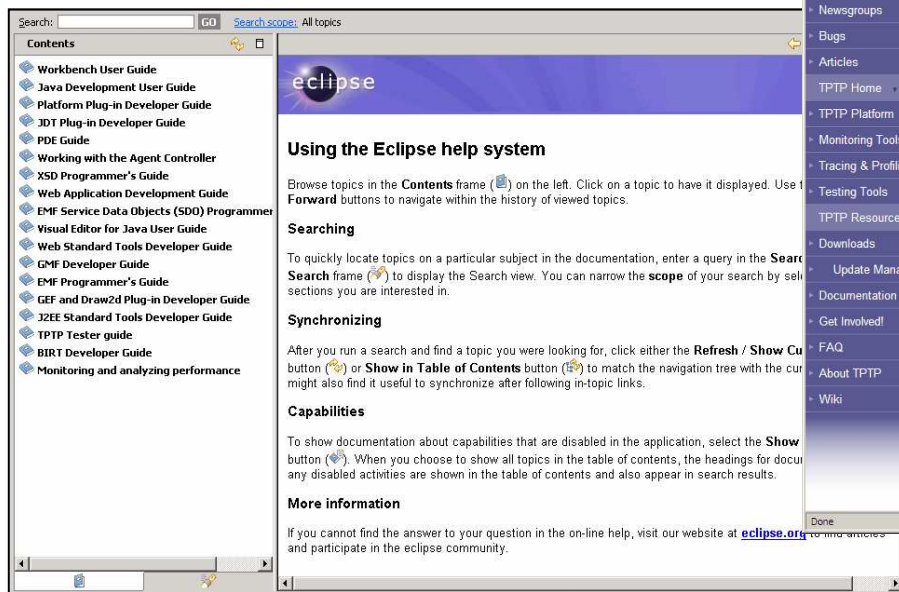 Search: GO Search scope: All topics
Contents
Workbench User Guide
Java Development User Guide
Platform Plug-in Developer Guide
JDT Plug-in Developer Guide
PDE Guide
Working with the Agent Controller
XSD Programmer's Guide
Web Application Development Guide
EMF Service Data Objects (SDO) Programmer
Visual Editor for Java User Guide
Web Standard Tools Developer Guide
GMF Developer Guide
EMF Programmer's Guide
GEF and Draw2d Plug-in Developer Guide
J2EE Standard Tools Developer Guide
TPTP Tester guide
BIRT Developer Guide
Monitoring and analyzing performance
eclipse
Using the Eclipse help system
Browse topics in the Contents frame ( ) on the left. Click on a topic to have it displayed. Use
Forward buttons to navigate within the history of viewed topics.
Searching
To quickly locate topics on a particular subject in the documentation, enter a query in the
Search frame ( ) to display the Search view. You can narrow the scope of your search by
sections you are interested in.
Synchronizing
After you run a search and find a topic you were looking for, click either the Refresh / Show
button ( ) or Show in Table of Contents button ( ) to match the navigation tree with the
might also find it useful to synchronize after following in-topic links.
Capabilities
To show documentation about capabilities that are disabled in the application, select the Show
button ( ). When you choose to show all topics in the table of contents, the headings for
any disabled activities are shown in the table of contents and also appear in search results.
More information
If you cannot find the answer to your question in the on-line help, visit our website at eclipse.org to find articles
and participate in the eclipse community.
Newsgroups
Bugs
Articles
TPTP Home
TPTP Platform
Monitoring Tools
Tracing & Profili
Testing Tools
TPTP Resource
Downloads
Update Mana
Documentation
Get Involved!
FAQ
About TPTP
Wiki
Done